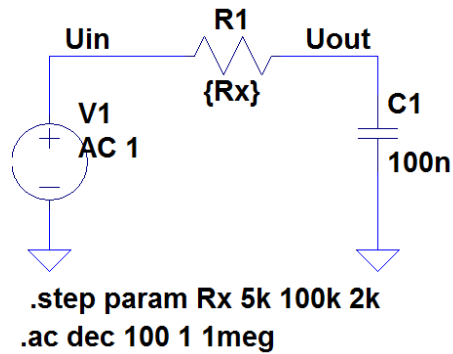 R1
Uin
Uout
{Rx}
V1
AC 1
C1
100n
.step param Rx 5k 100k 2k
.ac dec 100 1 1meg